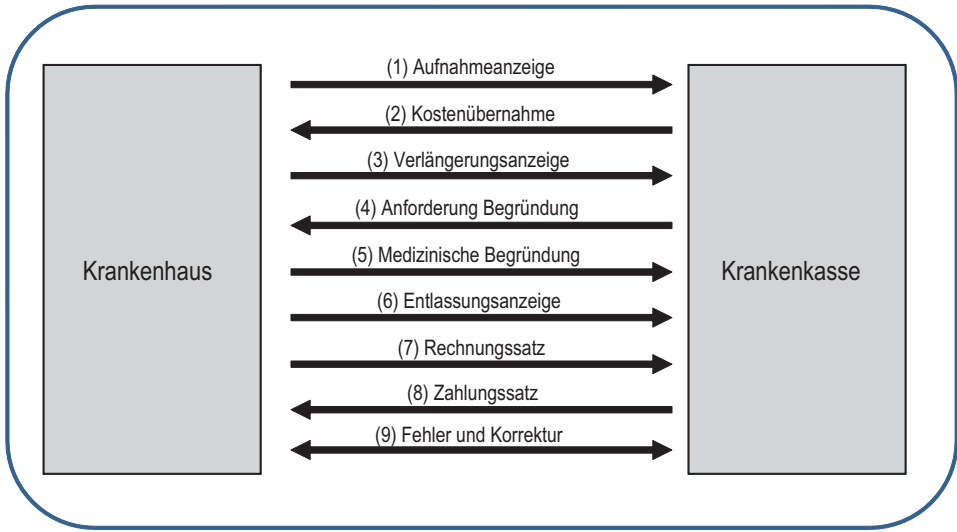 (1) Aufnahmeanzeige
(2) Kostenübernahme
(3) Verlängerungsanzeige
(4) Anforderung Begründung
Krankenhaus
(5) Medizinische Begründung
Krankenkasse
(6) Entlassungsanzeige
(7) Rechnungssatz
(8) Zahlungssatz
(9) Fehler und Korrektur